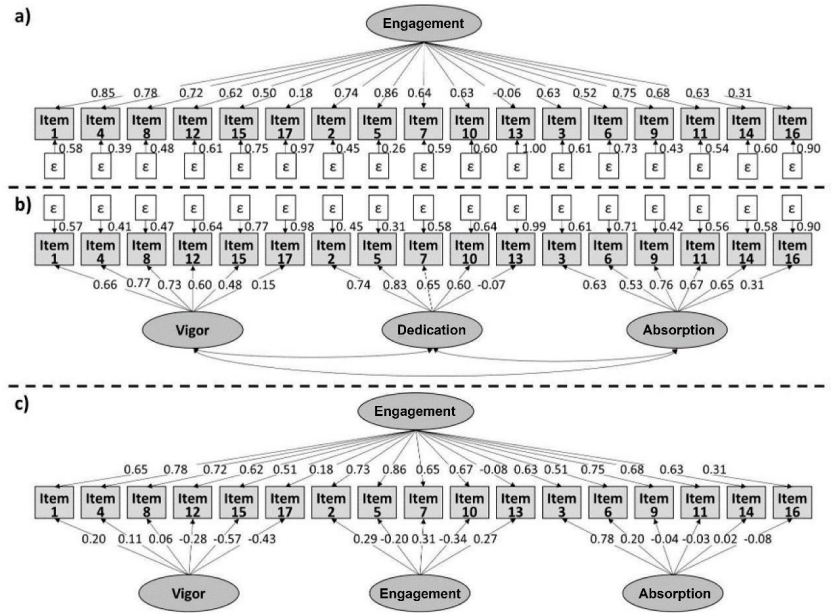 a)
Engagement
0.85 0.78 0.72 0.62 0.50 0.18 0.74 0.86 0.64 0.63 -0.06 0.63 0.52 0.75 0.68 0.63 0.31
Item Item Item Item Item Item Item Item Item Item Item Item Item Item Item Item Item
1 4 8 12 15 17 2 5 7 10 13 3 6 9 11 14 16
0.58 0.39 0.48 0.61 0.75 0.97 0.45 0.26 0.59 0.60 1.00 0.61 0.73 0.43 0.54 0.60 0.90
ε ε ε ε ε ε ε ε ε ε ε ε ε ε ε ε ε
b)
ε ε ε ε ε ε ε ε ε ε ε ε ε ε ε ε ε
0.57 0.41 0.47 0.64 0.77 0.98 0.45 0.31 0.58 0.64 0.99 0.61 0.71 0.42 0.56 0.58 0.90
Item Item Item Item Item Item Item Item Item Item Item Item Item Item Item Item Item
1 4 8 12 15 17 2 5 7 10 13 3 6 9 11 14 16
0.66 0.77 0.73 0.60 0.48 0.15 0.74 0.83 0.65 0.60 -0.07 0.63 0.53 0.76 0.67 0.65 0.31
Vigor Dedication Absorption
c)
Engagement
0.65 0.78 0.72 0.62 0.51 0.18 0.73 0.86 0.65 0.67 -0.08 0.63 0.51 0.75 0.68 0.63 0.31
Item Item Item Item Item Item Item Item Item Item Item Item Item Item Item Item Item
1 4 8 12 15 17 2 5 7 10 13 3 6 9 11 14 16
0.20 0.11 0.06 -0.28 -0.57 -0.43 0.29 -0.20 0.31 -0.34 0.27 0.78 0.20 -0.04 -0.03 0.02 -0.08
Vigor Engagement Absorption